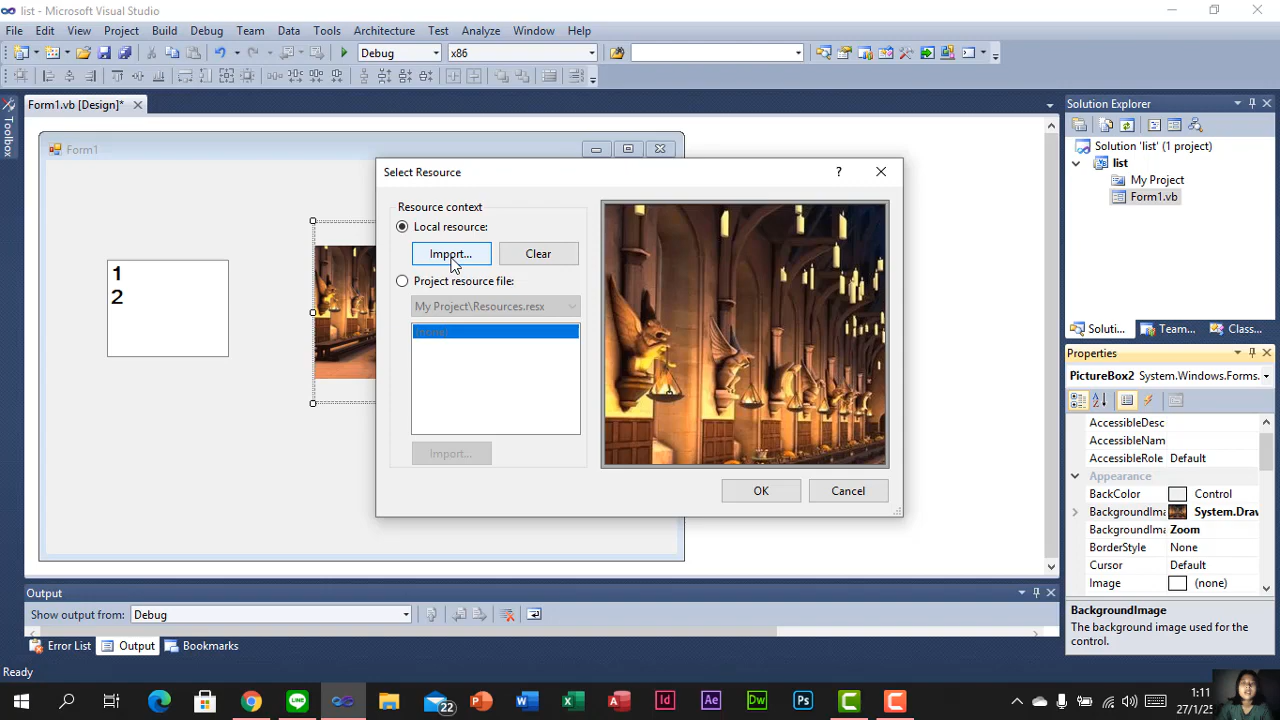 list - Microsoft Visual Studio
File Edit View Project Build Debug Team Data Tools Architecture Test Analyze Window Help
Debug x86
Form1.vb [Design]*
Toolbox
Form1
1
2
Select Resource
?
Resource context
Local resource:
Import...
Clear
Project resource file:
My Project\Resources.resx
(none)
Import...
OK
Cancel
Solution Explorer
Solution 'list' (1 project)
list
My Project
Form1.vb
Soluti... Team... Class...
Properties
PictureBox2 System.Windows.Forms.
AccessibleDesc
AccessibleNam
AccessibleRole Default
Appearance
BackColor Control
BackgroundIma System.Draw
BackgroundIma Zoom
BorderStyle None
Cursor Default
Image (none)
BackgroundImage
The background image used for the
control.
Output
Show output from: Debug
Error List Output Bookmarks
Ready
22
1:11
27/1/25